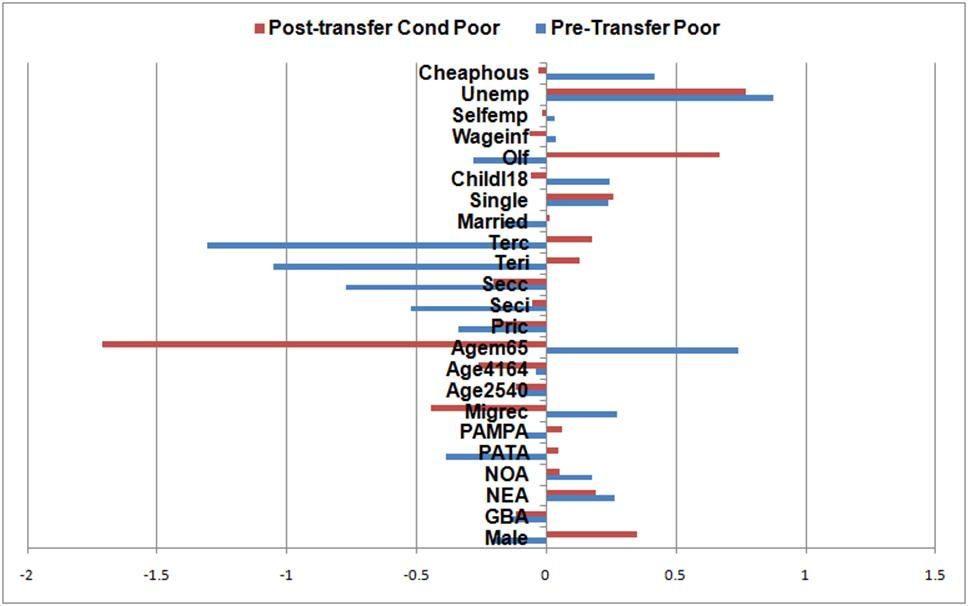 Post-transfer Cond Poor Pre-Transfer Poor
Cheaphous
Unemp
Selfemp
Wageinf
Olf
Childl18
Single
Married
Terc
Teri
Secc
Seci
Pric
Agem65
Age4164
Age2540
Migrec
PAMPA
PATA
NOA
NEA
GBA
Male
-2 -1.5 -1 -0.5 0 0.5 1 1.5